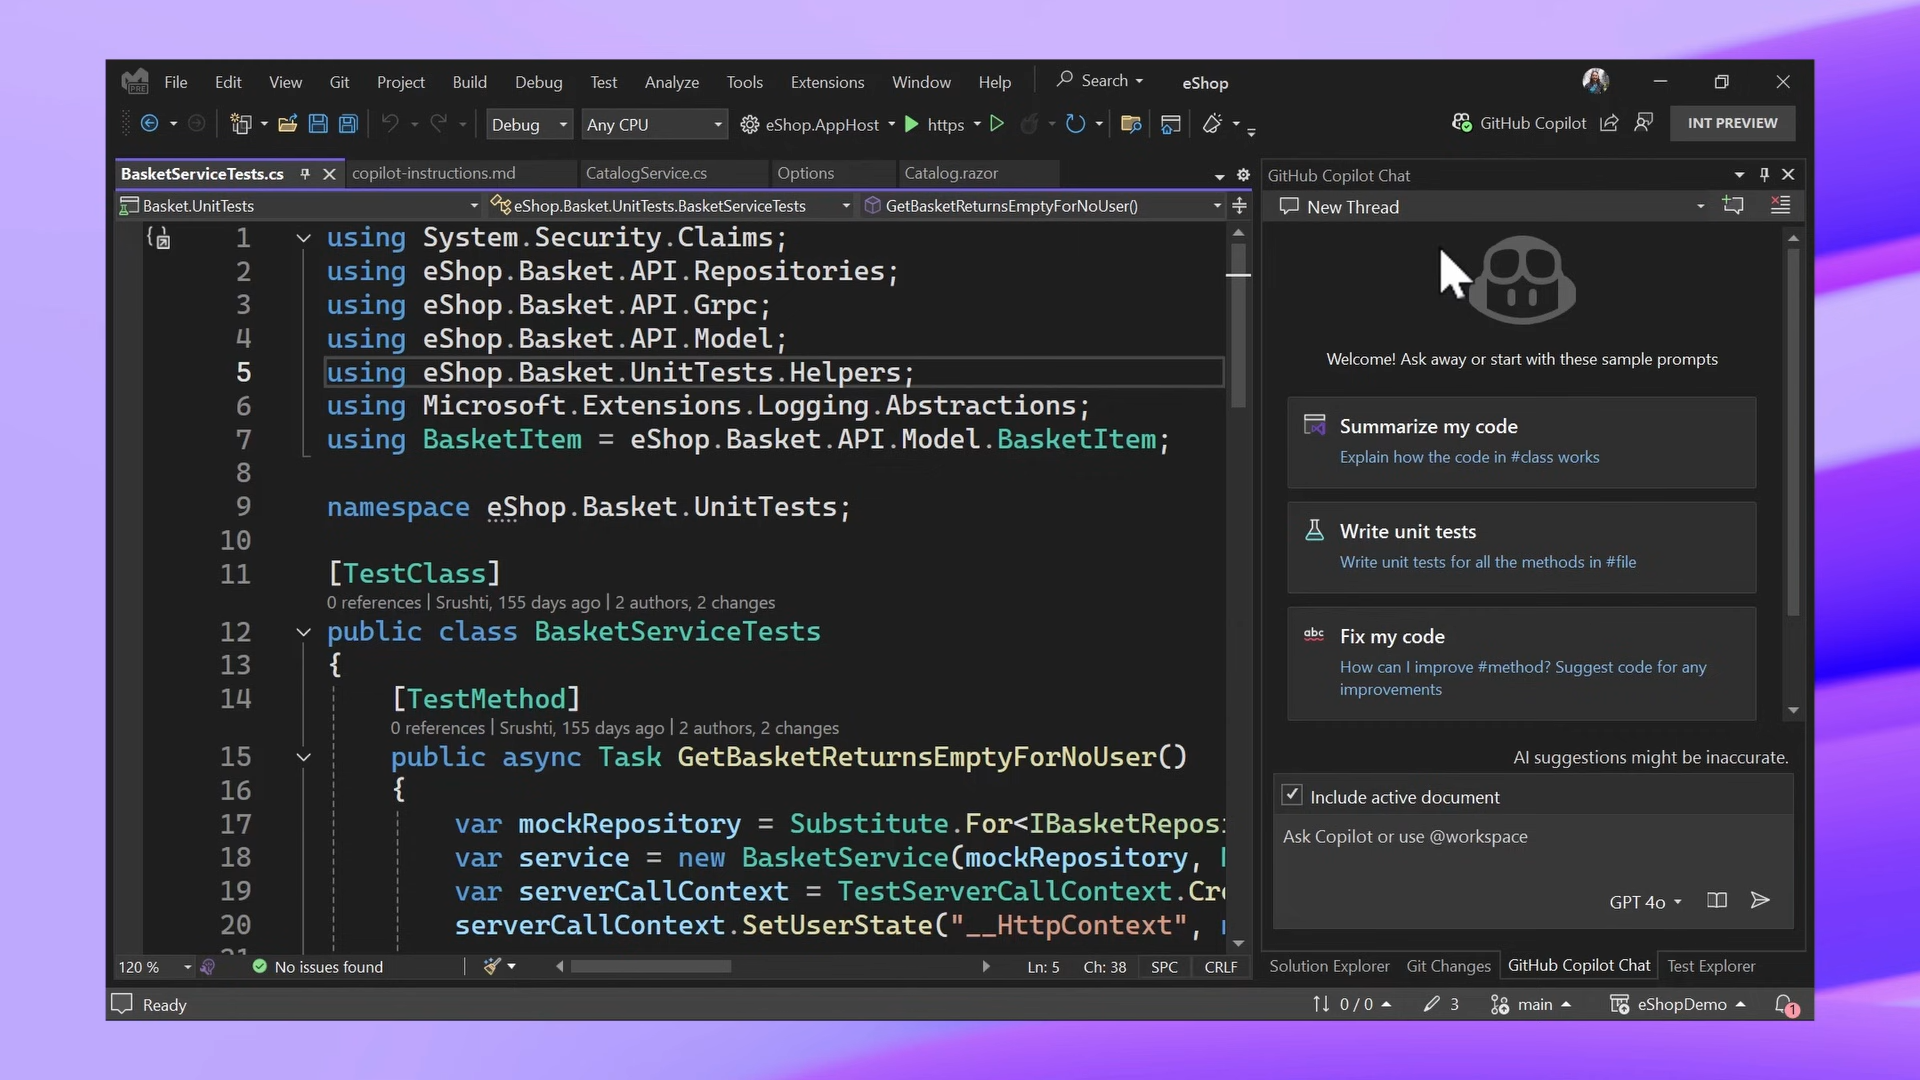 File Edit View Git Project Build Debug Test Analyze Tools Extensions Window Help Search eShop
PRE
Debug Any CPU eShop.AppHost https GitHub Copilot INT PREVIEW
BasketServiceTests.cs copilot-instructions.md CatalogService.cs Options Catalog.razor
Basket.UnitTests eShop.Basket.UnitTests.BasketServiceTests GetBasketReturnsEmptyForNoUser()
1 using System.Security.Claims;
2 using eShop.Basket.API.Repositories;
3 using eShop.Basket.API.Grpc;
4 using eShop.Basket.API.Model;
5 using eShop.Basket.UnitTests.Helpers;
6 using Microsoft.Extensions.Logging.Abstractions;
7 using BasketItem = eShop.Basket.API.Model.BasketItem;
8
9 namespace eShop.Basket.UnitTests;
10
11 [TestClass]
0 references | Srushti, 155 days ago | 2 authors, 2 changes
12 public class BasketServiceTests
13 {
14 [TestMethod]
0 references | Srushti, 155 days ago | 2 authors, 2 changes
15 public async Task GetBasketReturnsEmptyForNoUser()
16 {
17 var mockRepository = Substitute.For<IBasketReposi
18 var service = new BasketService(mockRepository,
19 var serverCallContext = TestServerCallContext.Cre
20 serverCallContext.SetUserState("__HttpContext",
21
120 % No issues found Ln: 5 Ch: 38 SPC CRLF
GitHub Copilot Chat
New Thread
Welcome! Ask away or start with these sample prompts
Summarize my code
Explain how the code in #class works
Write unit tests
Write unit tests for all the methods in #file
abc Fix my code
How can I improve #method? Suggest code for any
improvements
AI suggestions might be inaccurate.
Include active document
Ask Copilot or use @workspace
GPT 4o
Solution Explorer Git Changes GitHub Copilot Chat Test Explorer
Ready 0 / 0 3 main eShopDemo 1